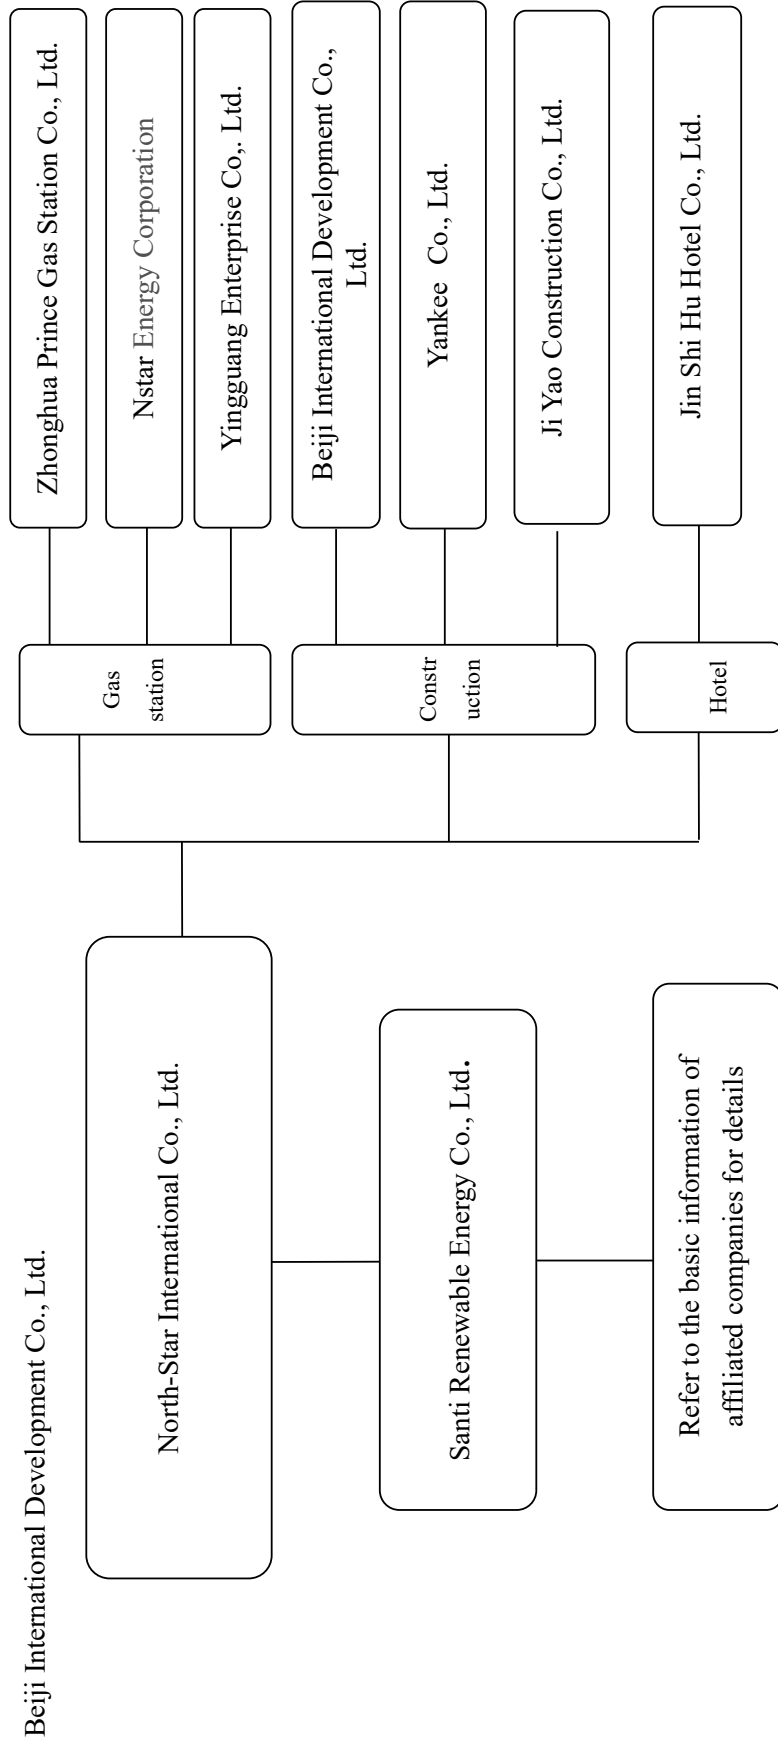 Beiji International Development Co., Ltd.
North-Star International Co., Ltd.
Santi Renewable Energy Co., Ltd.
Refer to the basic information of
affiliated companies for details
Gas
station
Constr
uction
Hotel
Zhonghua Prince Gas Station Co., Ltd.
Nstar Energy Corporation
Yingguang Enterprise Co,. Ltd.
Beiji International Development Co.,
Ltd.
Yankee Co., Ltd.
Ji Yao Construction Co., Ltd.
Jin Shi Hu Hotel Co., Ltd.